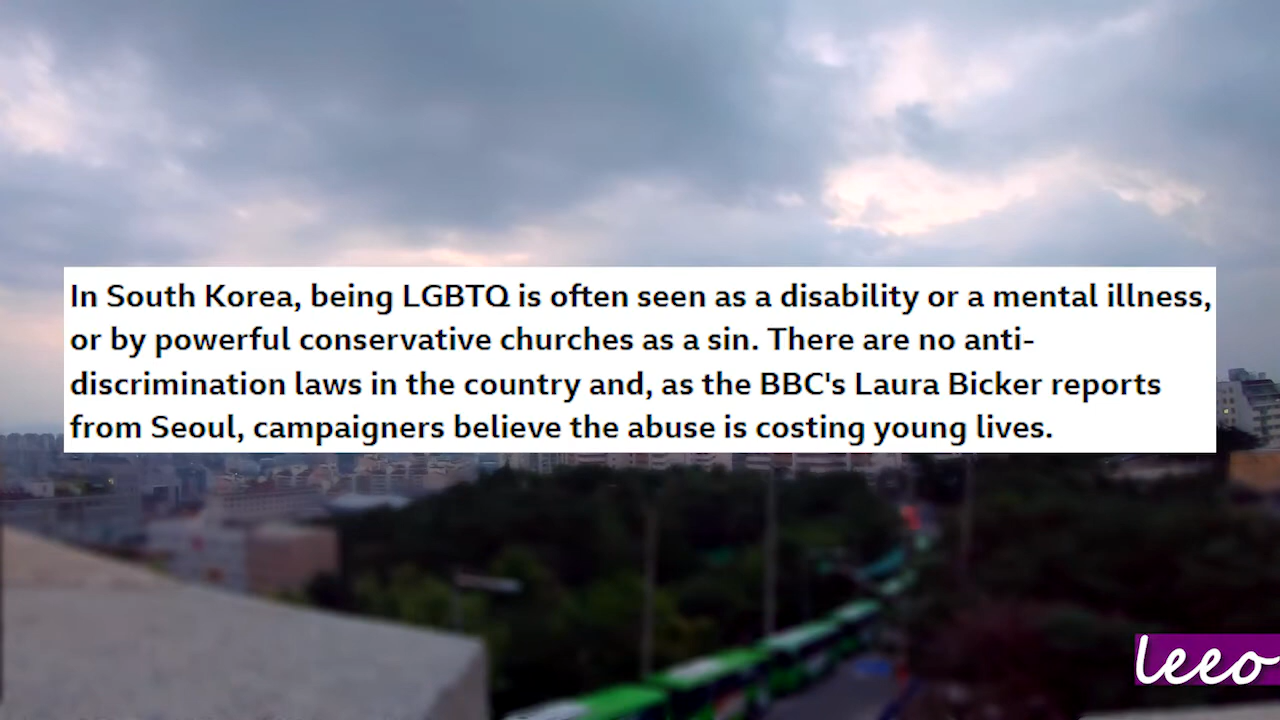 In South Korea, being LGBTQ is often seen as a disability or a mental illness,
or by powerful conservative churches as a sin. There are no anti-
discrimination laws in the country and, as the BBC's Laura Bicker reports
from Seoul, campaigners believe the abuse is costing young lives.
leeo